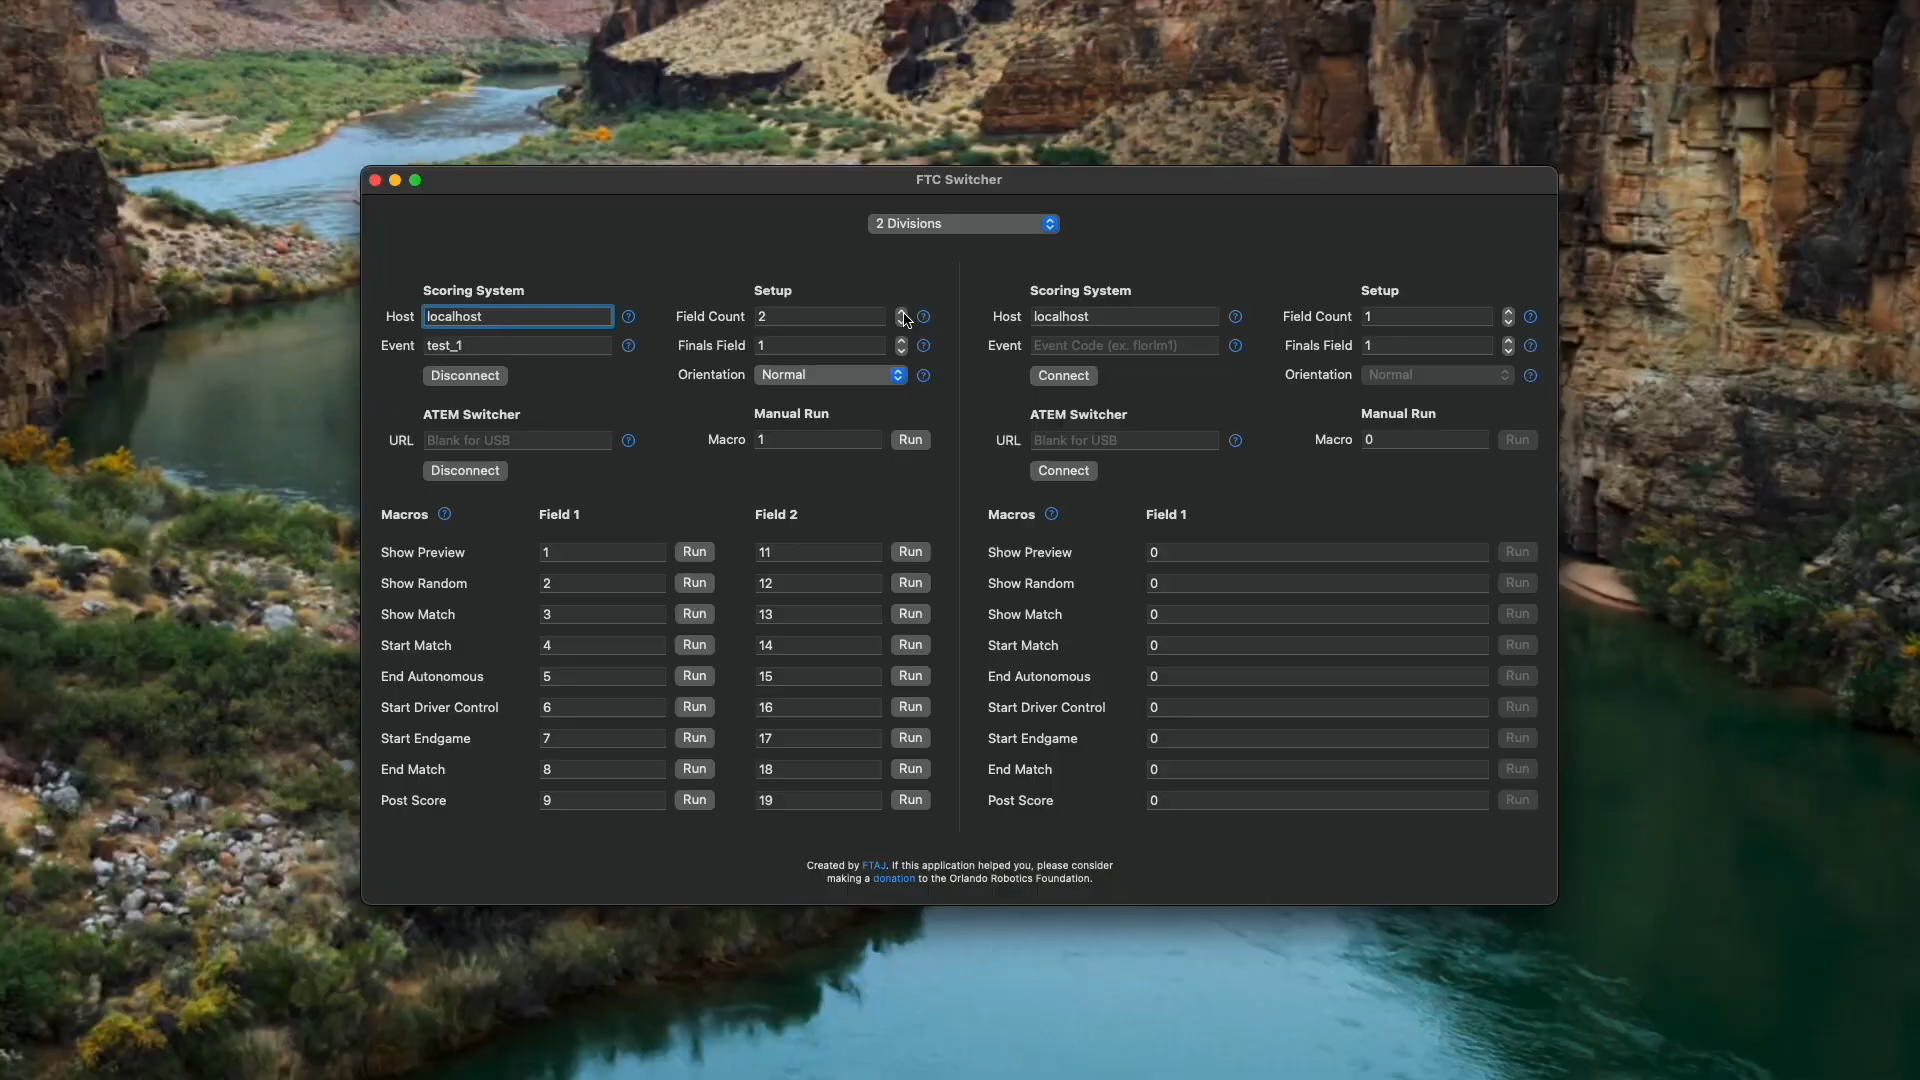 FTC Switcher
2 Divisions
Scoring System
Host localhost
Event test_1
Disconnect
Setup
Field Count 2
Finals Field 1
Orientation Normal
ATEM Switcher
URL Blank for USB
Disconnect
Manual Run
Macro 1 Run
Macros Field 1 Field 2
Show Preview 1 Run 11 Run
Show Random 2 Run 12 Run
Show Match 3 Run 13 Run
Start Match 4 Run 14 Run
End Autonomous 5 Run 15 Run
Start Driver Control 6 Run 16 Run
Start Endgame 7 Run 17 Run
End Match 8 Run 18 Run
Post Score 9 Run 19 Run
Scoring System
Host localhost
Event Event Code (ex. florlm1)
Connect
Setup
Field Count 1
Finals Field 1
Orientation Normal
ATEM Switcher
URL Blank for USB
Connect
Manual Run
Macro 0 Run
Macros Field 1
Show Preview 0 Run
Show Random 0 Run
Show Match 0 Run
Start Match 0 Run
End Autonomous 0 Run
Start Driver Control 0 Run
Start Endgame 0 Run
End Match 0 Run
Post Score 0 Run
Created by FTAJ. If this application helped you, please consider
making a donation to the Orlando Robotics Foundation.